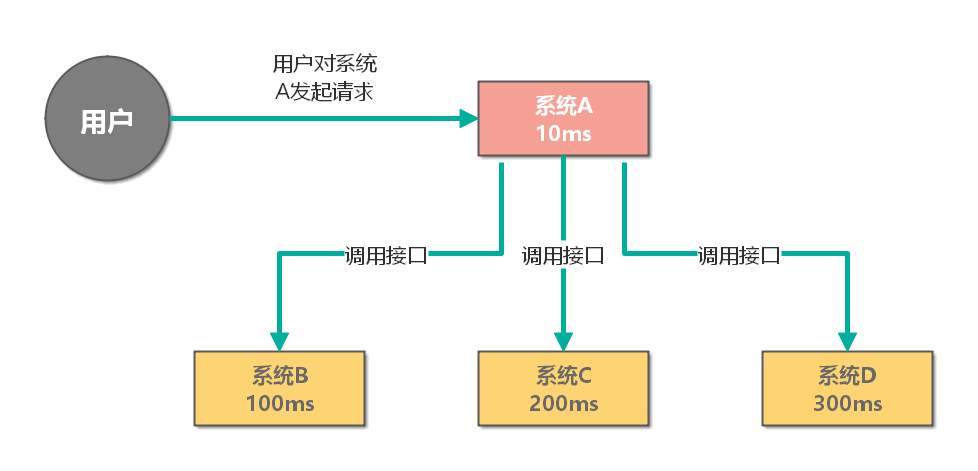 用户对系统
A发起请求
用户
系统A
10ms
调用接口
调用接口
调用接口
系统B
100ms
系统C
200ms
系统D
300ms